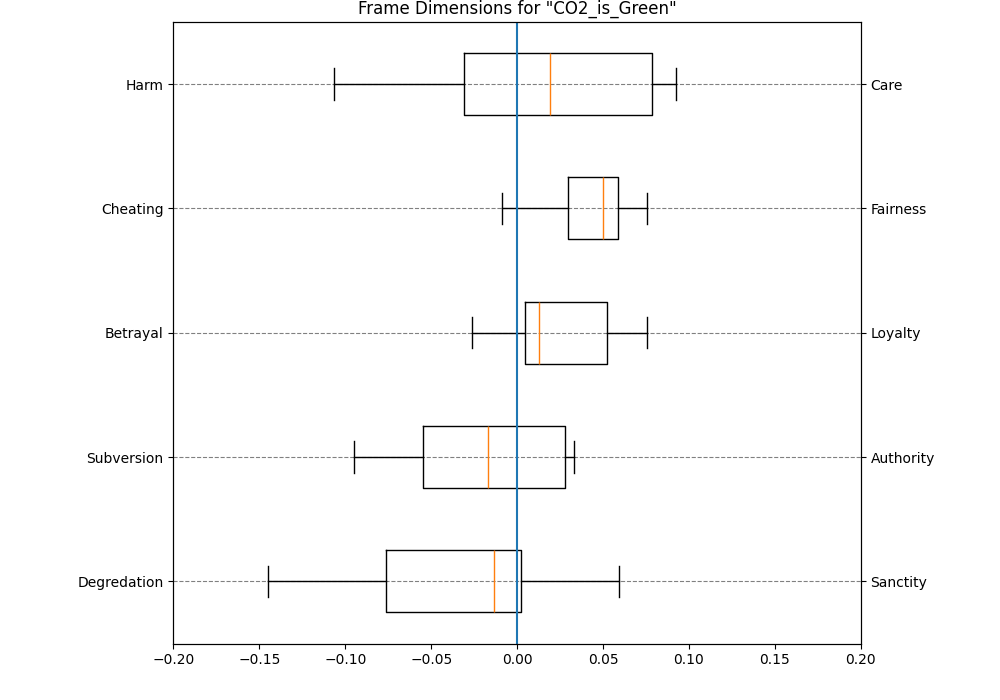 Frame Dimensions for "CO2_is_Green"
Harm Care
Cheating Fairness
Betrayal Loyalty
Subversion Authority
Degredation Sanctity
−0.20 −0.15 −0.10 −0.05 0.00 0.05 0.10 0.15 0.20